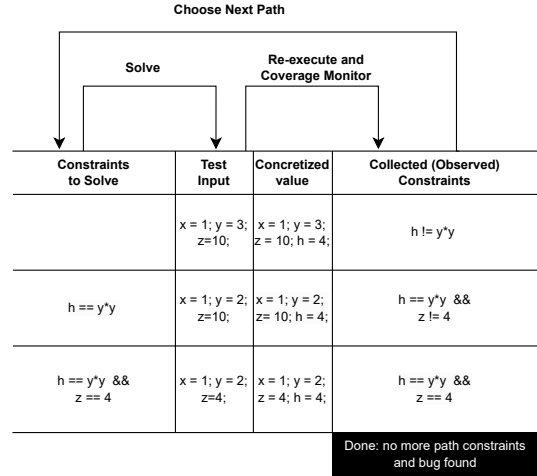 Choose Next Path
Solve
Re-execute and
Coverage Monitor
Constraints
to Solve
Test
Input
Concretized
value
Collected (Observed)
Constraints
x = 1; y = 3;
z=10;
x = 1; y = 3;
z = 10; h = 4;
h != y*y
h == y*y
x = 1; y = 2;
z=10;
x = 1; y = 2;
z= 10; h = 4;
h == y*y &&
z != 4
h == y*y &&
z == 4
x = 1; y = 2;
z=4;
x = 1; y = 2;
z = 4; h = 4;
h == y*y &&
z == 4
Done: no more path constraints
and bug found